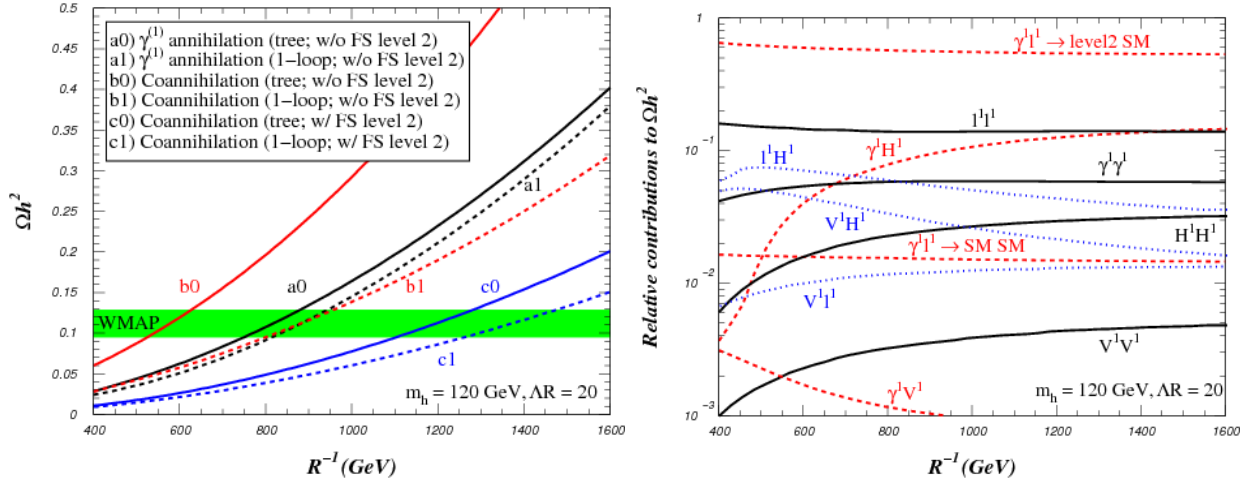 0.5
0.45
0.4
0.35
0.3
0.25
0.2
0.15
0.1
0.05
0
Ωh²
a0) γ⁽¹⁾ annihilation (tree; w/o FS level 2)
a1) γ⁽¹⁾ annihilation (1−loop; w/o FS level 2)
b0) Coannihilation (tree; w/o FS level 2)
b1) Coannihilation (1−loop; w/o FS level 2)
c0) Coannihilation (tree; w/ FS level 2)
c1) Coannihilation (1−loop; w/ FS level 2)
a1
b0
a0
b1
c0
WMAP
c1
m_h = 120 GeV, ΛR = 20
400 600 800 1000 1200 1400 1600
R⁻¹ (GeV)
1
10⁻¹
10⁻²
10⁻³
Relative contributions to Ωh²
γ¹l¹ → level2 SM
l¹l¹
l¹H¹
γ¹H¹
γ¹γ¹
V¹H¹
H¹H¹
γ¹l¹ → SM SM
V¹l¹
V¹V¹
γ¹V¹
m_h = 120 GeV, ΛR = 20
400 600 800 1000 1200 1400 1600
R⁻¹ (GeV)